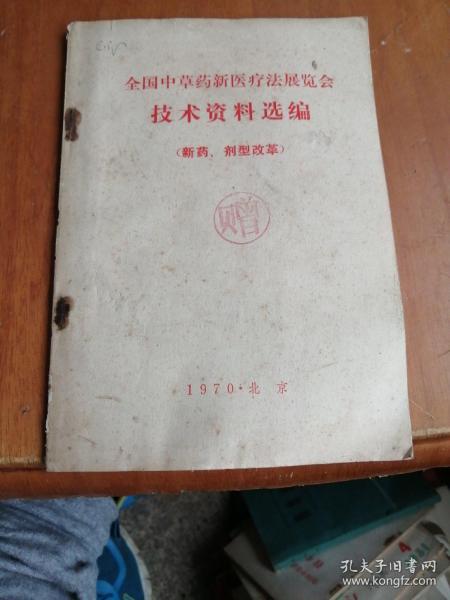 全国中草药新医疗法展览会
技术资料选编
(新药、剂型改革)
赠
1970·北京
孔夫子旧书网
www.kongfz.com